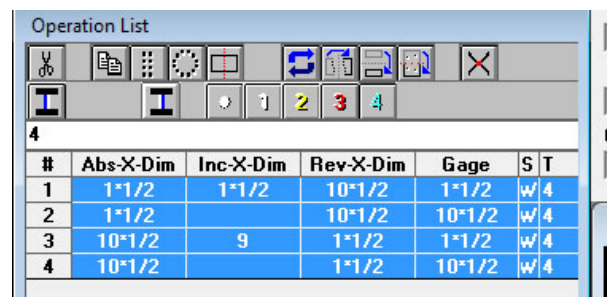 Operation List
1 2 3 4
4
# Abs-X-Dim Inc-X-Dim Rev-X-Dim Gage S T
1 1"1/2 1"1/2 10"1/2 1"1/2 W 4
2 1"1/2 10"1/2 10"1/2 W 4
3 10"1/2 9 1"1/2 1"1/2 W 4
4 10"1/2 1"1/2 10"1/2 W 4